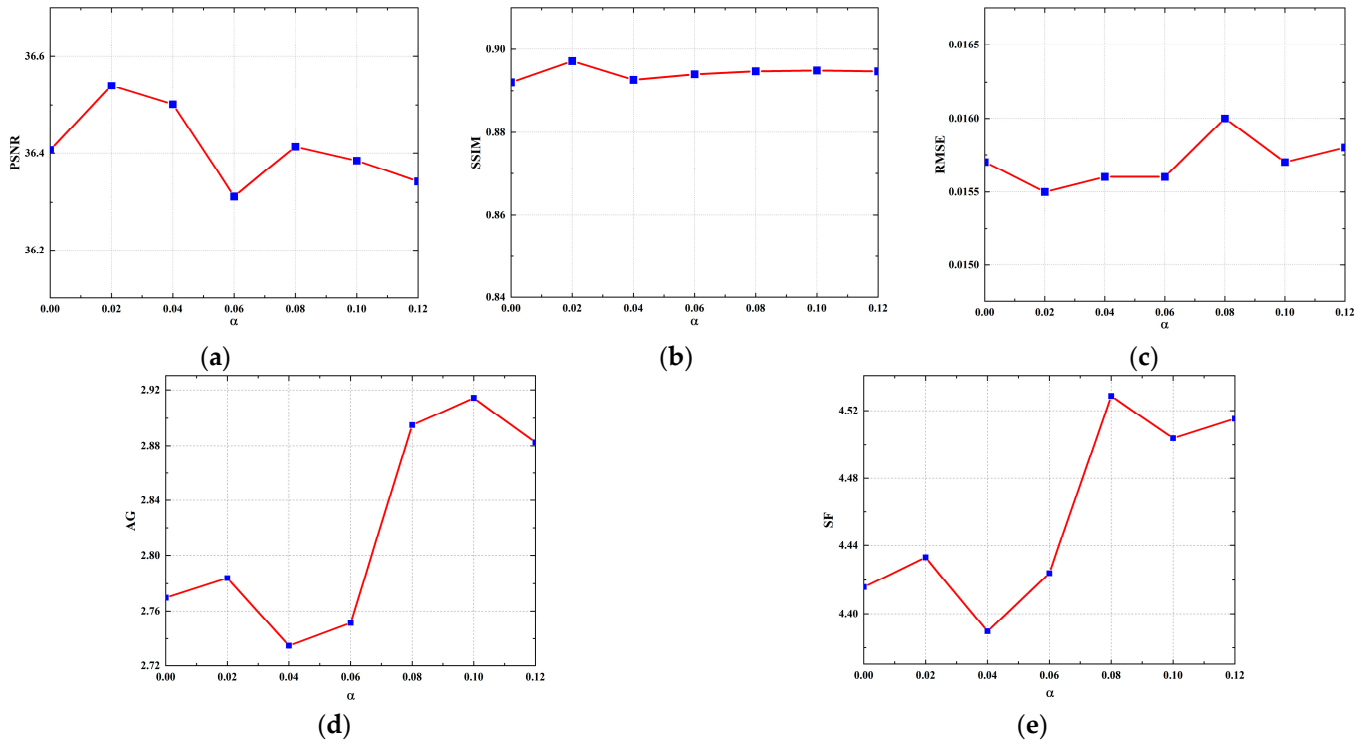 PSNR
36.6
36.4
36.2
0.00 0.02 0.04 0.06 0.08 0.10 0.12
α
(a)
SSIM
0.90
0.88
0.86
0.84
0.00 0.02 0.04 0.06 0.08 0.10 0.12
α
(b)
RMSE
0.0165
0.0160
0.0155
0.0150
0.00 0.02 0.04 0.06 0.08 0.10 0.12
α
(c)
AG
2.92
2.88
2.84
2.80
2.76
2.72
0.00 0.02 0.04 0.06 0.08 0.10 0.12
α
(d)
SF
4.52
4.48
4.44
4.40
0.00 0.02 0.04 0.06 0.08 0.10 0.12
α
(e)